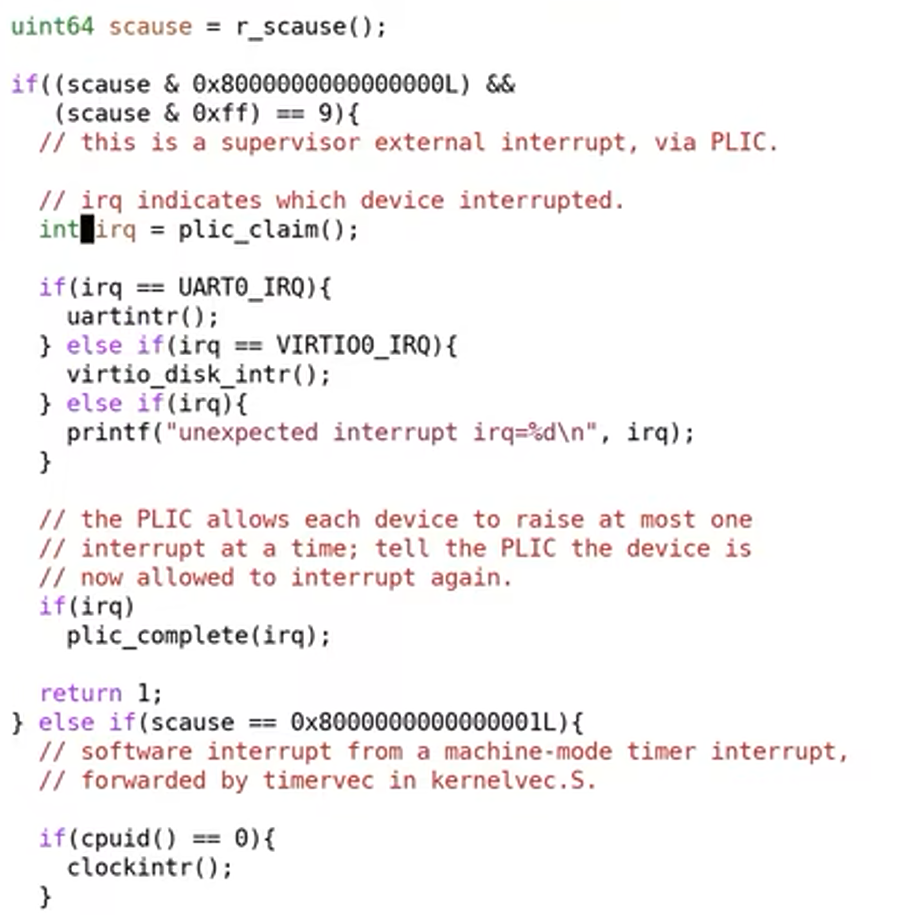 uint64 scause = r_scause();
if((scause & 0x8000000000000000L) &&
(scause & 0xff) == 9){
// this is a supervisor external interrupt, via PLIC.
// irq indicates which device interrupted.
int irq = plic_claim();
if(irq == UART0_IRQ){
uartintr();
} else if(irq == VIRTIO0_IRQ){
virtio_disk_intr();
} else if(irq){
printf("unexpected interrupt irq=%d\n", irq);
}
// the PLIC allows each device to raise at most one
// interrupt at a time; tell the PLIC the device is
// now allowed to interrupt again.
if(irq)
plic_complete(irq);
return 1;
} else if(scause == 0x8000000000000001L){
// software interrupt from a machine-mode timer interrupt,
// forwarded by timervec in kernelvec.S.
if(cpuid() == 0){
clockintr();
}